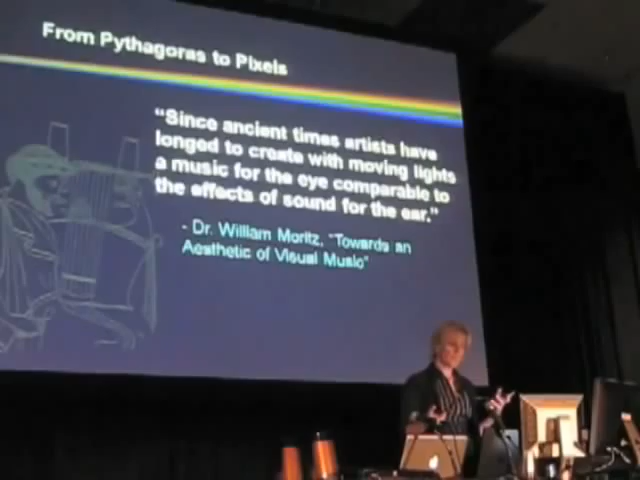 From Pythagoras to Pixels
"Since ancient times artists have
longed to create with moving lights
a music for the eye comparable to
the effects of sound for the ear."
- Dr. William Moritz, "Towards an
Aesthetic of Visual Music"